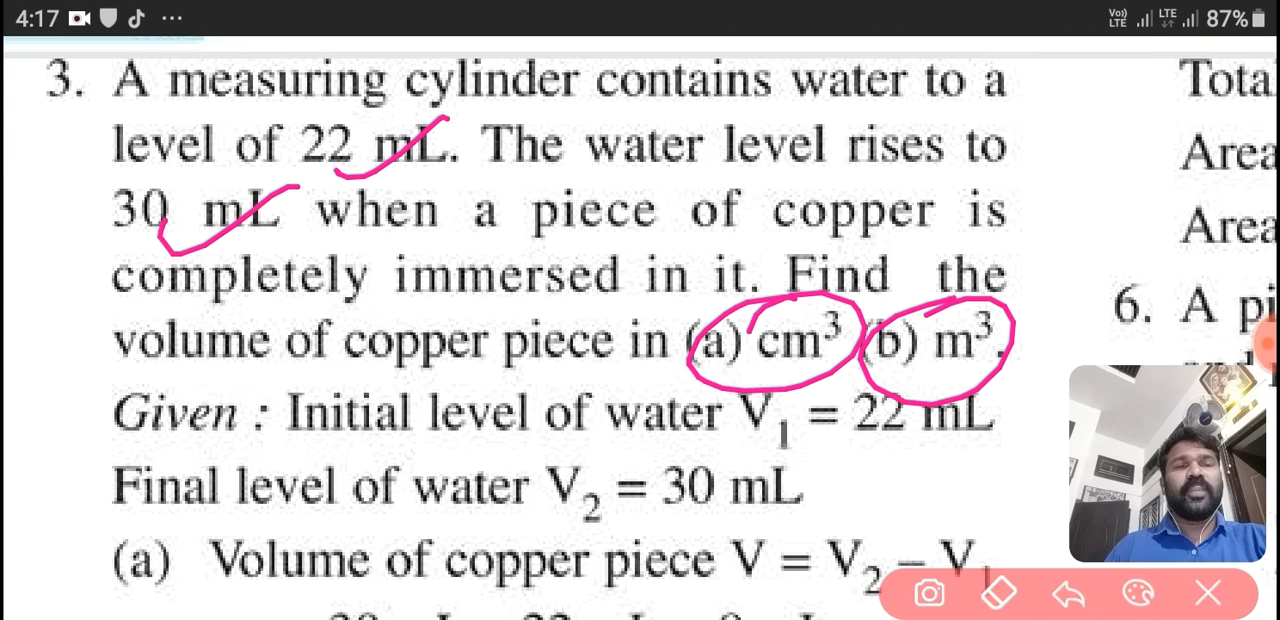 4:17
Vo)) LTE LTE 87%
3. A measuring cylinder contains water to a
level of 22 mL. The water level rises to
30 mL when a piece of copper is
completely immersed in it. Find the
volume of copper piece in (a) cm³ (b) m³.
Given : Initial level of water V₁ = 22 mL
Final level of water V₂ = 30 mL
(a) Volume of copper piece V = V₂ – V₁
Tota
Area
Area
6. A pi